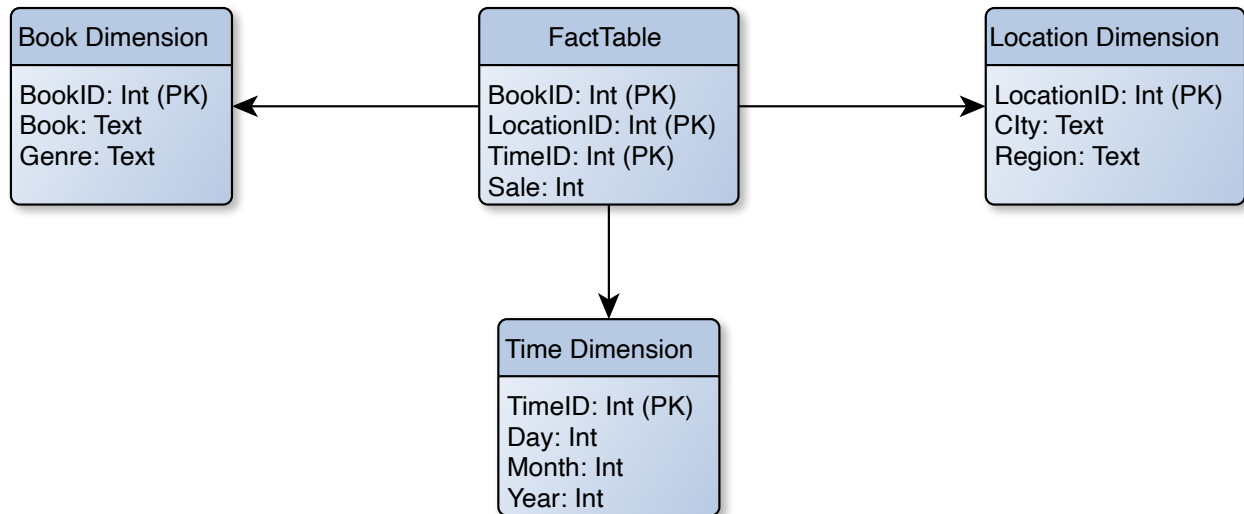 Book Dimension
BookID: Int (PK)
Book: Text
Genre: Text
FactTable
BookID: Int (PK)
LocationID: Int (PK)
TimeID: Int (PK)
Sale: Int
Location Dimension
LocationID: Int (PK)
CIty: Text
Region: Text
Time Dimension
TimeID: Int (PK)
Day: Int
Month: Int
Year: Int